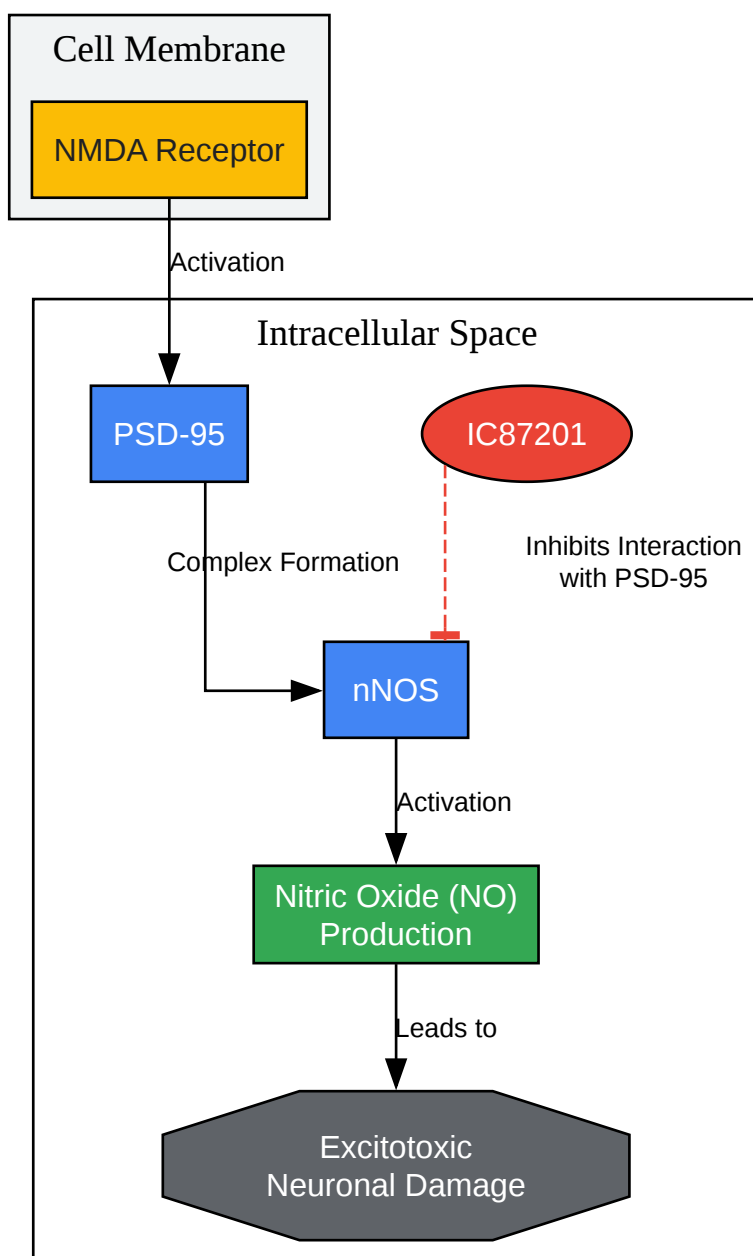 Cell Membrane
NMDA Receptor
Activation
Intracellular Space
PSD-95
IC87201
Complex Formation
Inhibits Interaction
with PSD-95
nNOS
Activation
Nitric Oxide (NO)
Production
Leads to
Excitotoxic
Neuronal Damage